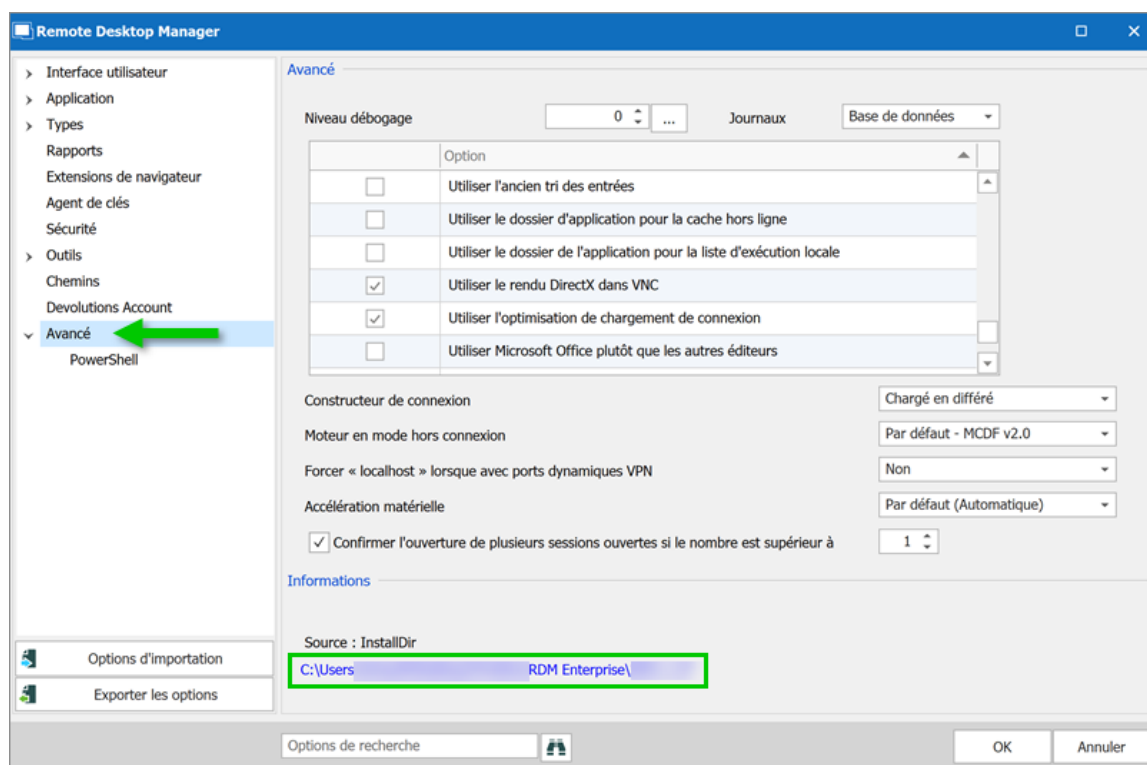 Remote Desktop Manager
Interface utilisateur
Application
Types
Rapports
Extensions de navigateur
Agent de clés
Sécurité
Outils
Chemins
Devolutions Account
Avancé
PowerShell
Options d'importation
Exporter les options
Avancé
Niveau débogage 0 ... Journaux Base de données
Option
Utiliser l'ancien tri des entrées
Utiliser le dossier d'application pour la cache hors ligne
Utiliser le dossier de l'application pour la liste d'exécution locale
Utiliser le rendu DirectX dans VNC
Utiliser l'optimisation de chargement de connexion
Utiliser Microsoft Office plutôt que les autres éditeurs
Constructeur de connexion Chargé en différé
Moteur en mode hors connexion Par défaut - MCDF v2.0
Forcer « localhost » lorsque avec ports dynamiques VPN Non
Accélération matérielle Par défaut (Automatique)
Confirmer l'ouverture de plusieurs sessions ouvertes si le nombre est supérieur à 1
Informations
Source : InstallDir
C:\Users RDM Enterprise\
Options de recherche
OK Annuler